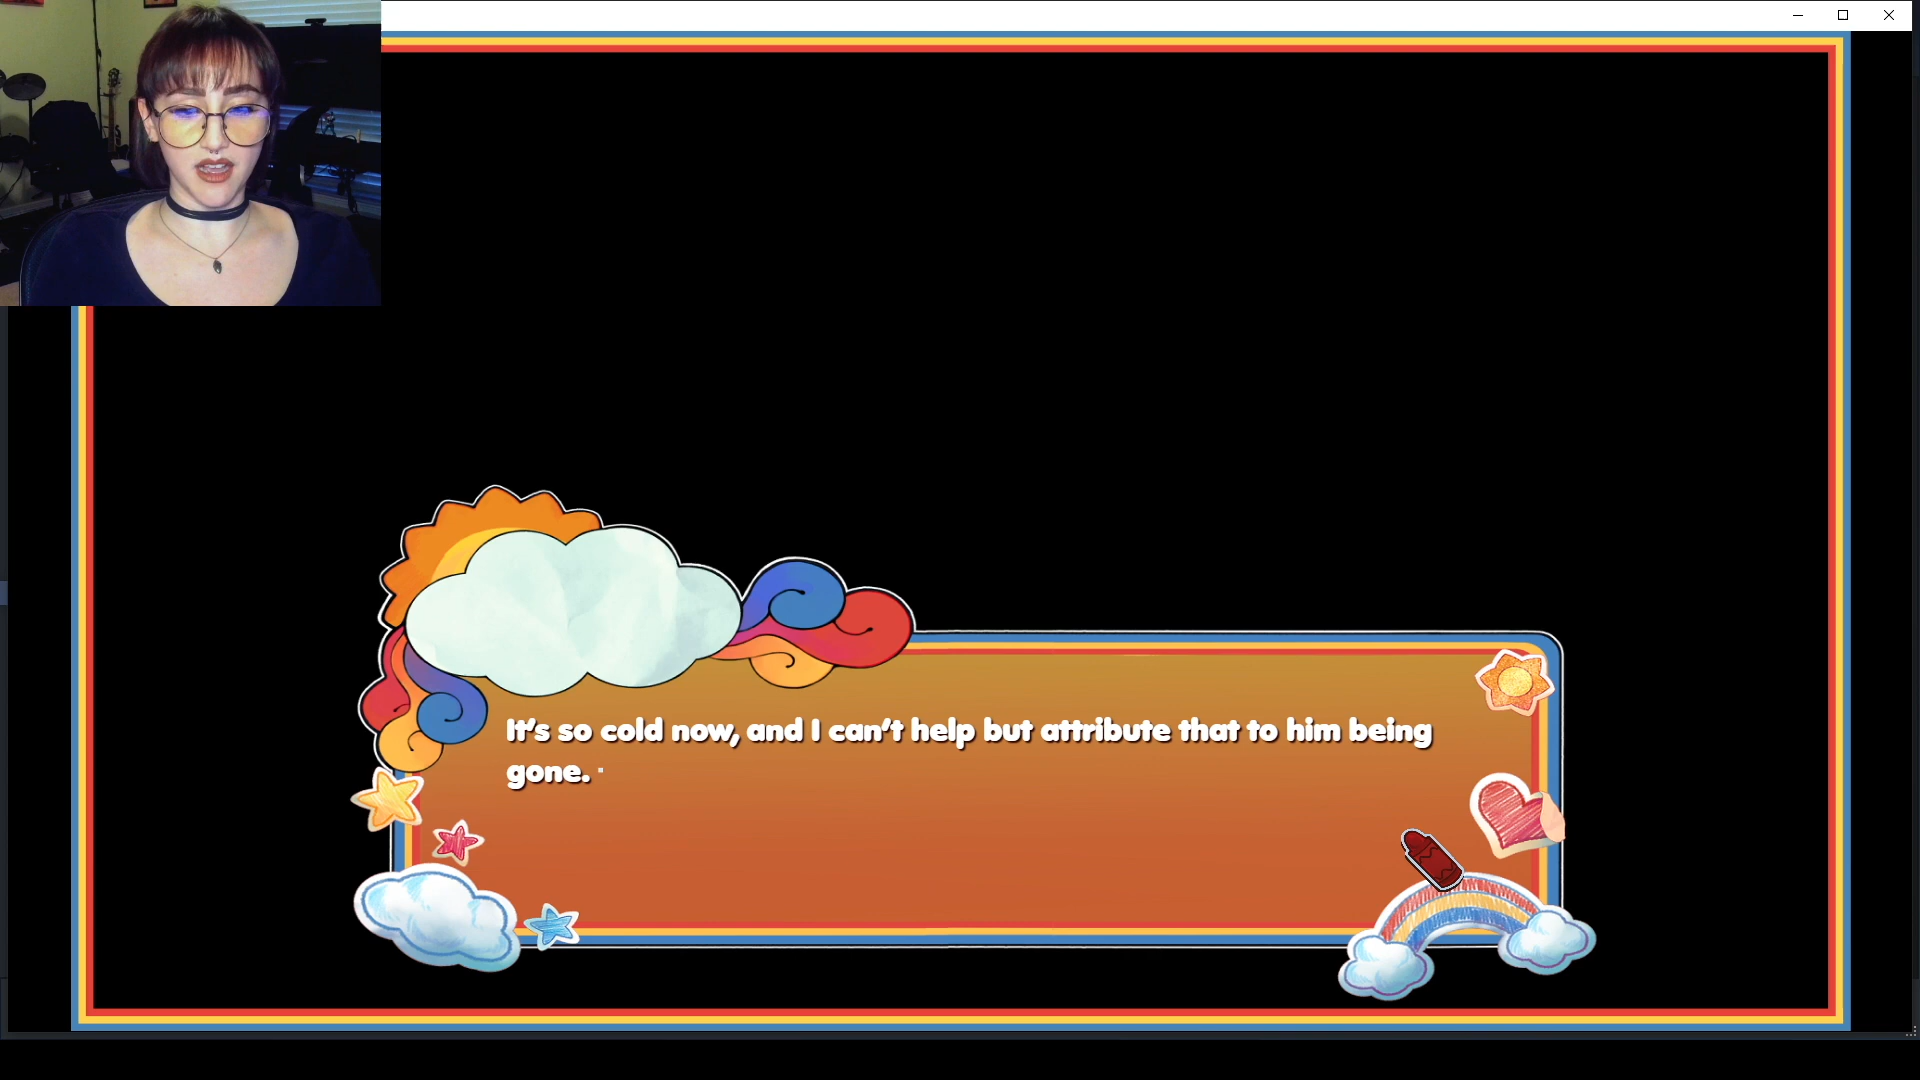 It's so cold now, and I can't help but attribute that to him being
gone.